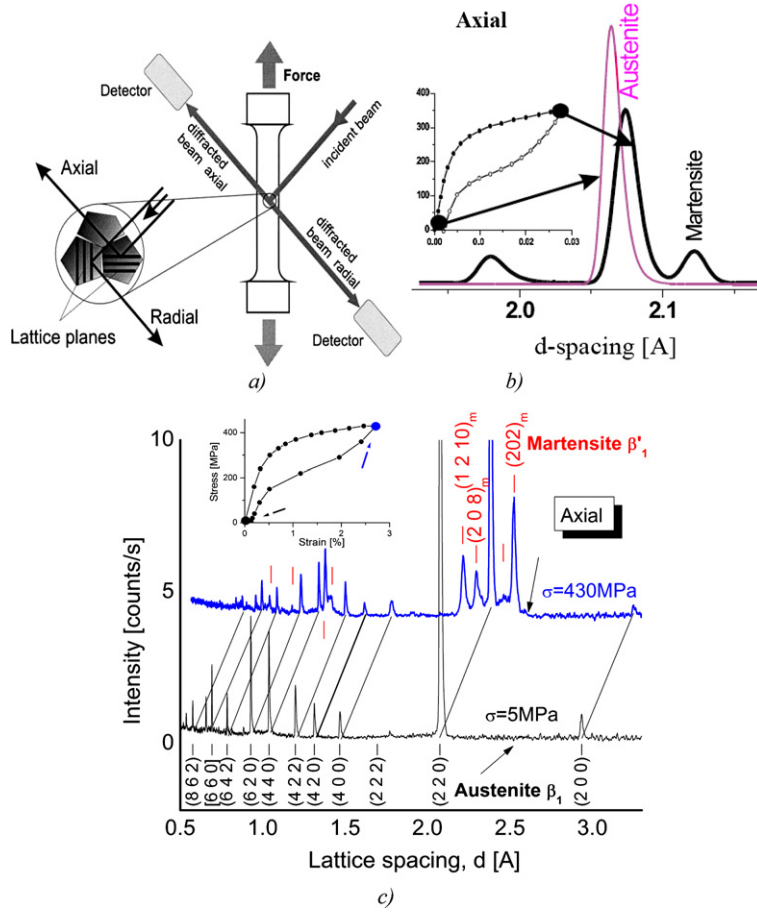 Detector
Force
diffracted
beam axial
incident beam
Axial
diffracted
beam radial
Radial
Lattice planes
Detector
a)
Axial
Austenite
Martensite
400
300
200
100
0
0.00 0.01 0.0 0.02 0.03
2.0 2.1
d-spacing [A]
b)
10
5
0
Intensity [counts/s]
Stress [MPa]
400
200
0
0 1 2 3
Strain [%]
(1 2 10)m
(2 0 8)m
(202)m
Martensite β'1
Axial
σ=430MPa
σ=5MPa
Austenite β1
(8 6 2)
[6 6 0]
(6 4 2)
(6 2 0)
(4 4 0)
(4 2 2)
(4 2 0)
(4 0 0)
(2 2 2)
(2 2 0)
(2 0 0)
0.5 1.0 1.5 2.0 2.5 3.0
Lattice spacing, d [A]
c)